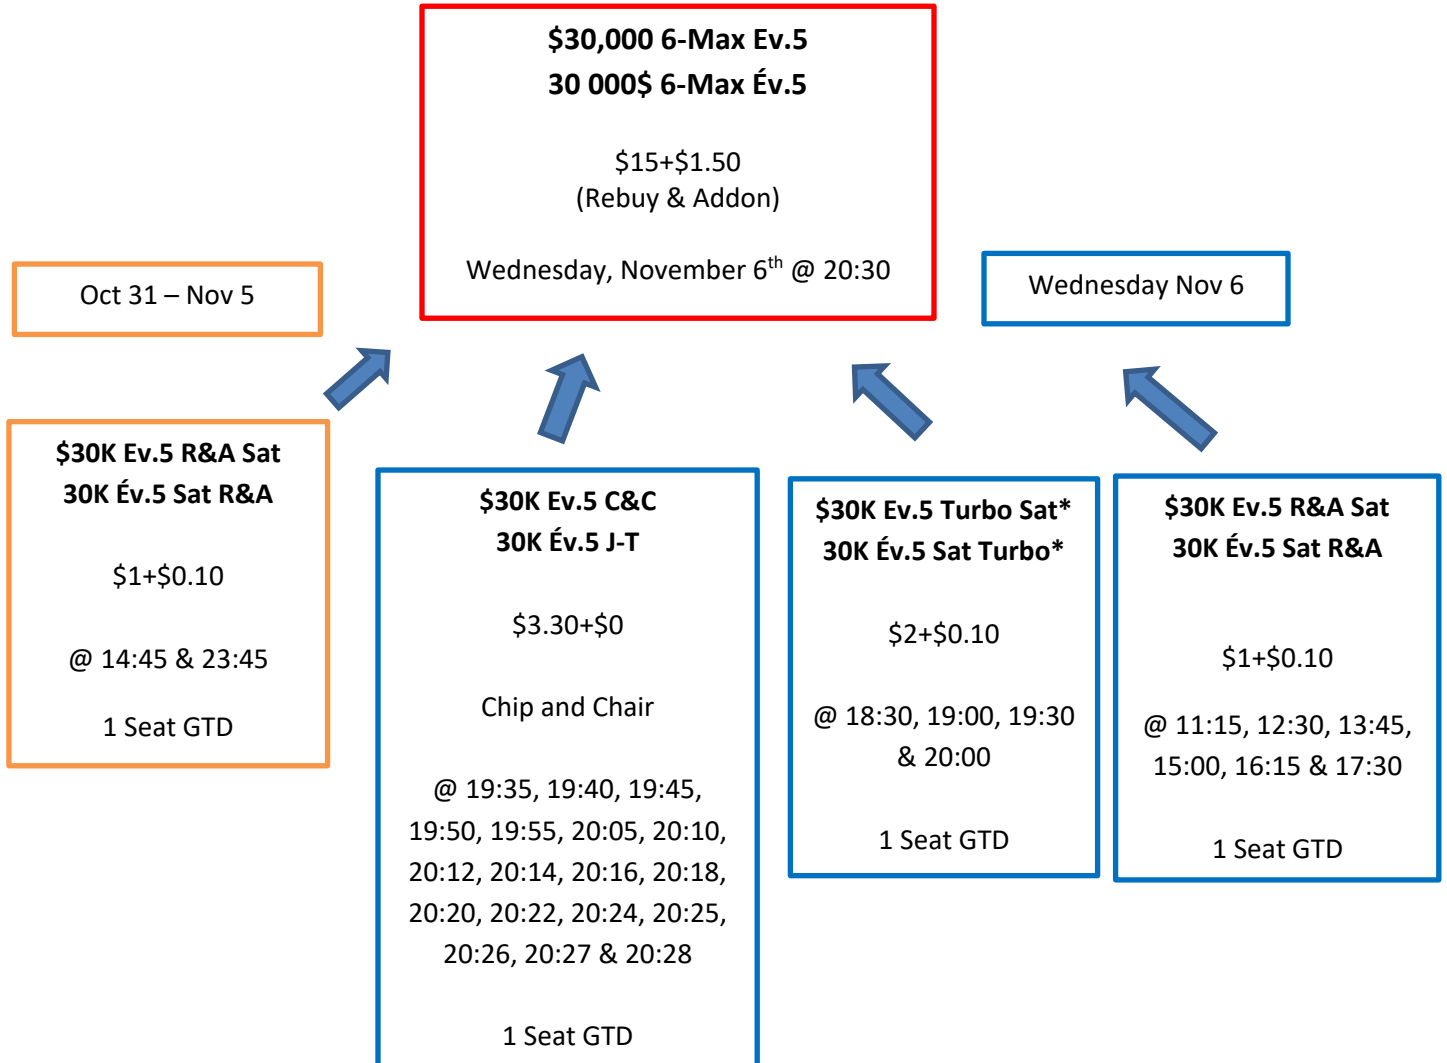 $30,000 6-Max Ev.5
30 000$ 6-Max Év.5
$15+$1.50
(Rebuy & Addon)
Wednesday, November 6th @ 20:30
Oct 31 – Nov 5
Wednesday Nov 6
$30K Ev.5 R&A Sat
30K Év.5 Sat R&A
$1+$0.10
@ 14:45 & 23:45
1 Seat GTD
$30K Ev.5 C&C
30K Év.5 J-T
$3.30+$0
Chip and Chair
@ 19:35, 19:40, 19:45,
19:50, 19:55, 20:05, 20:10,
20:12, 20:14, 20:16, 20:18,
20:20, 20:22, 20:24, 20:25,
20:26, 20:27 & 20:28
1 Seat GTD
$30K Ev.5 Turbo Sat*
30K Év.5 Sat Turbo*
$2+$0.10
@ 18:30, 19:00, 19:30
& 20:00
1 Seat GTD
$30K Ev.5 R&A Sat
30K Év.5 Sat R&A
$1+$0.10
@ 11:15, 12:30, 13:45,
15:00, 16:15 & 17:30
1 Seat GTD